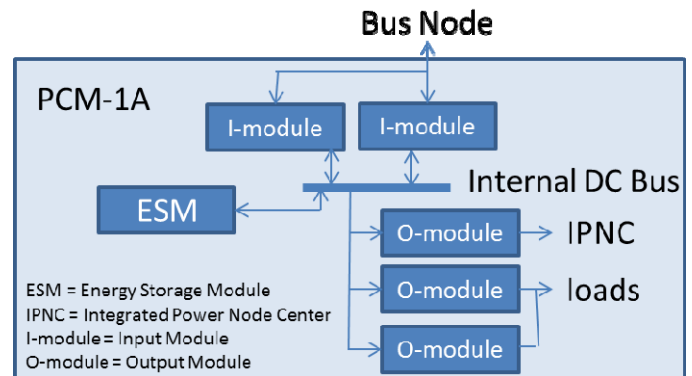 Bus Node
PCM-1A
I-module
I-module
Internal DC Bus
ESM
O-module
IPNC
O-module
loads
O-module
ESM = Energy Storage Module
IPNC = Integrated Power Node Center
I-module = Input Module
O-module = Output Module